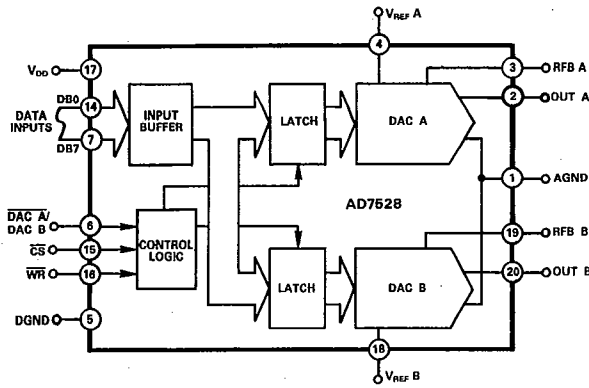 VREF A
4
VDD
17
3
RFB A
DB0
14
2
OUT A
DATA
INPUTS
INPUT
BUFFER
LATCH
DAC A
7
DB7
1
AGND
AD7528
DAC A/
DAC B
6
19
RFB B
CS
15
CONTROL
LOGIC
WR
16
LATCH
DAC B
20
OUT B
DGND
5
18
VREF B